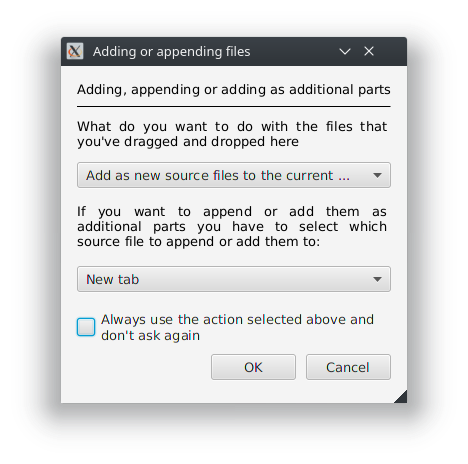 Adding or appending files
Adding, appending or adding as additional parts
What do you want to do with the files that
you've dragged and dropped here
Add as new source files to the current ...
If you want to append or add them as
additional parts you have to select which
source file to append or add them to:
New tab
Always use the action selected above and
don't ask again
OK
Cancel